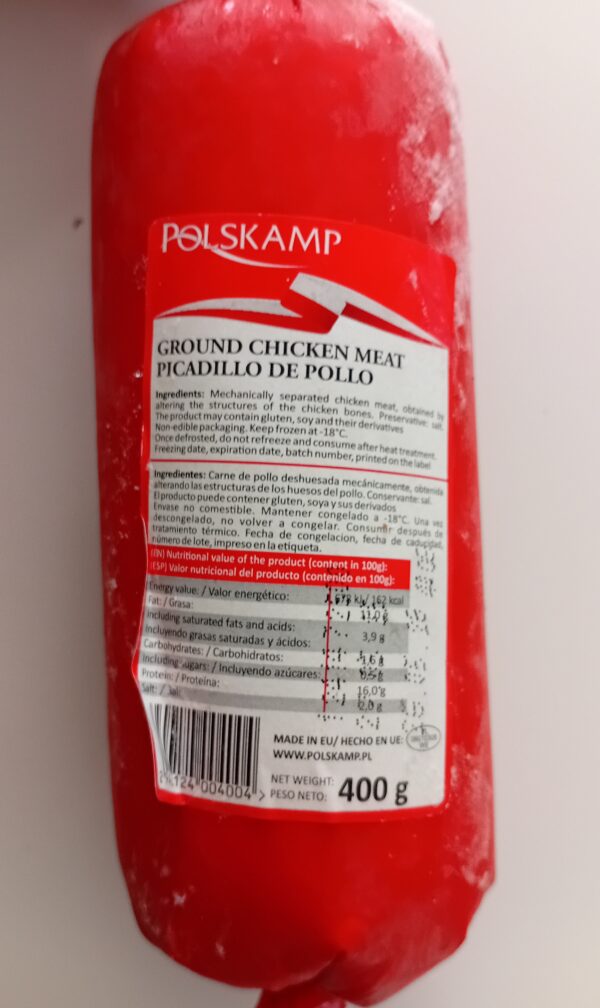 POLSKAMP
GROUND CHICKEN MEAT
PICADILLO DE POLLO
Ingredients: Mechanically separated chicken meat, obtained by
altering the structures of the chicken bones. Preservative: salt.
The product may contain gluten, soy and their derivatives
Non-edible packaging. Keep frozen at -18°C.
Once defrosted, do not refreeze and consume after heat treatment.
Freezing date, expiration date, batch number, printed on the label
Ingredientes: Carne de pollo deshuesada mecánicamente, obtenida
alterando las estructuras de los huesos del pollo. Conservante: sal.
El producto puede contener gluten, soya y sus derivados
Envase no comestible. Mantener congelado a -18°C. Una vez
descongelado, no volver a congelar. Consumir después de
tratamiento térmico. Fecha de congelacion, fecha de caducidad,
número de lote, impreso en la etiqueta.
(EN) Nutritional value of the product (content in 100g):
(ESP) Valor nutricional del producto (contenido en 100g):
Energy value: / Valor energético: 162 kcal
Fat: / Grasa: 11,0 g
Including saturated fats and acids:
Incluyendo grasas saturadas y ácidos: 3,9 g
Carbohydrates: / Carbohidratos:
Including sugars: / Incluyendo azúcares:
Protein: / Proteína: 16,0 g
Salt: / Sal: 2,0 g
MADE IN EU/ HECHO EN UE:
WWW.POLSKAMP.PL
NET WEIGHT:
PESO NETO: 400 g
124 004004 >